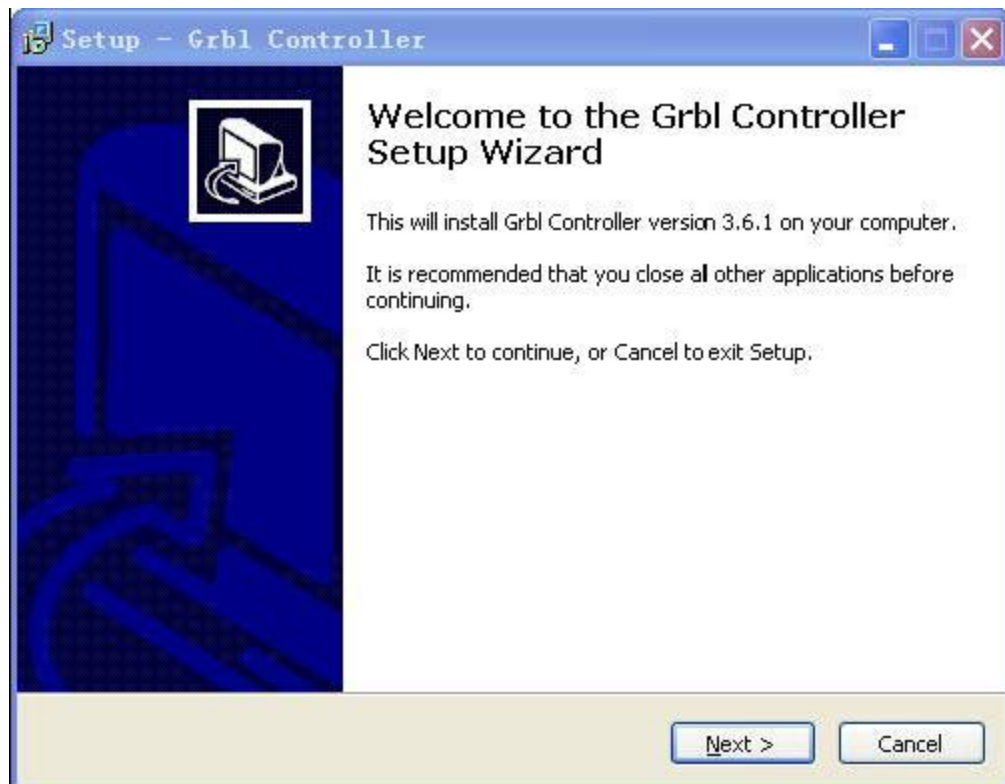 Setup - Grbl Controller
Welcome to the Grbl Controller
Setup Wizard
This will install Grbl Controller version 3.6.1 on your computer.
It is recommended that you close all other applications before
continuing.
Click Next to continue, or Cancel to exit Setup.
Next >
Cancel